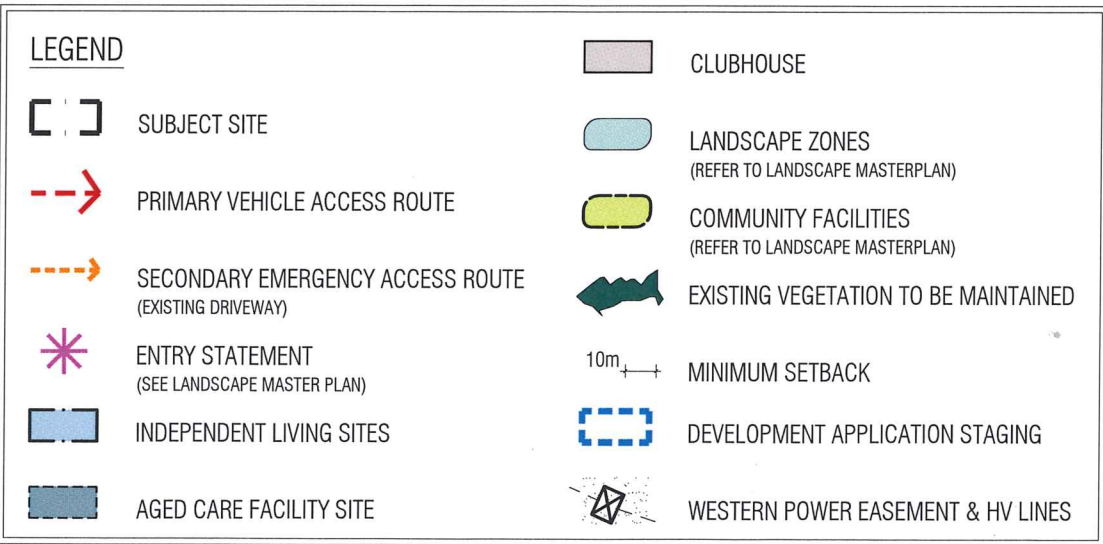 LEGEND
SUBJECT SITE
PRIMARY VEHICLE ACCESS ROUTE
SECONDARY EMERGENCY ACCESS ROUTE
(EXISTING DRIVEWAY)
ENTRY STATEMENT
(SEE LANDSCAPE MASTER PLAN)
INDEPENDENT LIVING SITES
AGED CARE FACILITY SITE
CLUBHOUSE
LANDSCAPE ZONES
(REFER TO LANDSCAPE MASTERPLAN)
COMMUNITY FACILITIES
(REFER TO LANDSCAPE MASTERPLAN)
EXISTING VEGETATION TO BE MAINTAINED
10m
MINIMUM SETBACK
DEVELOPMENT APPLICATION STAGING
WESTERN POWER EASEMENT & HV LINES